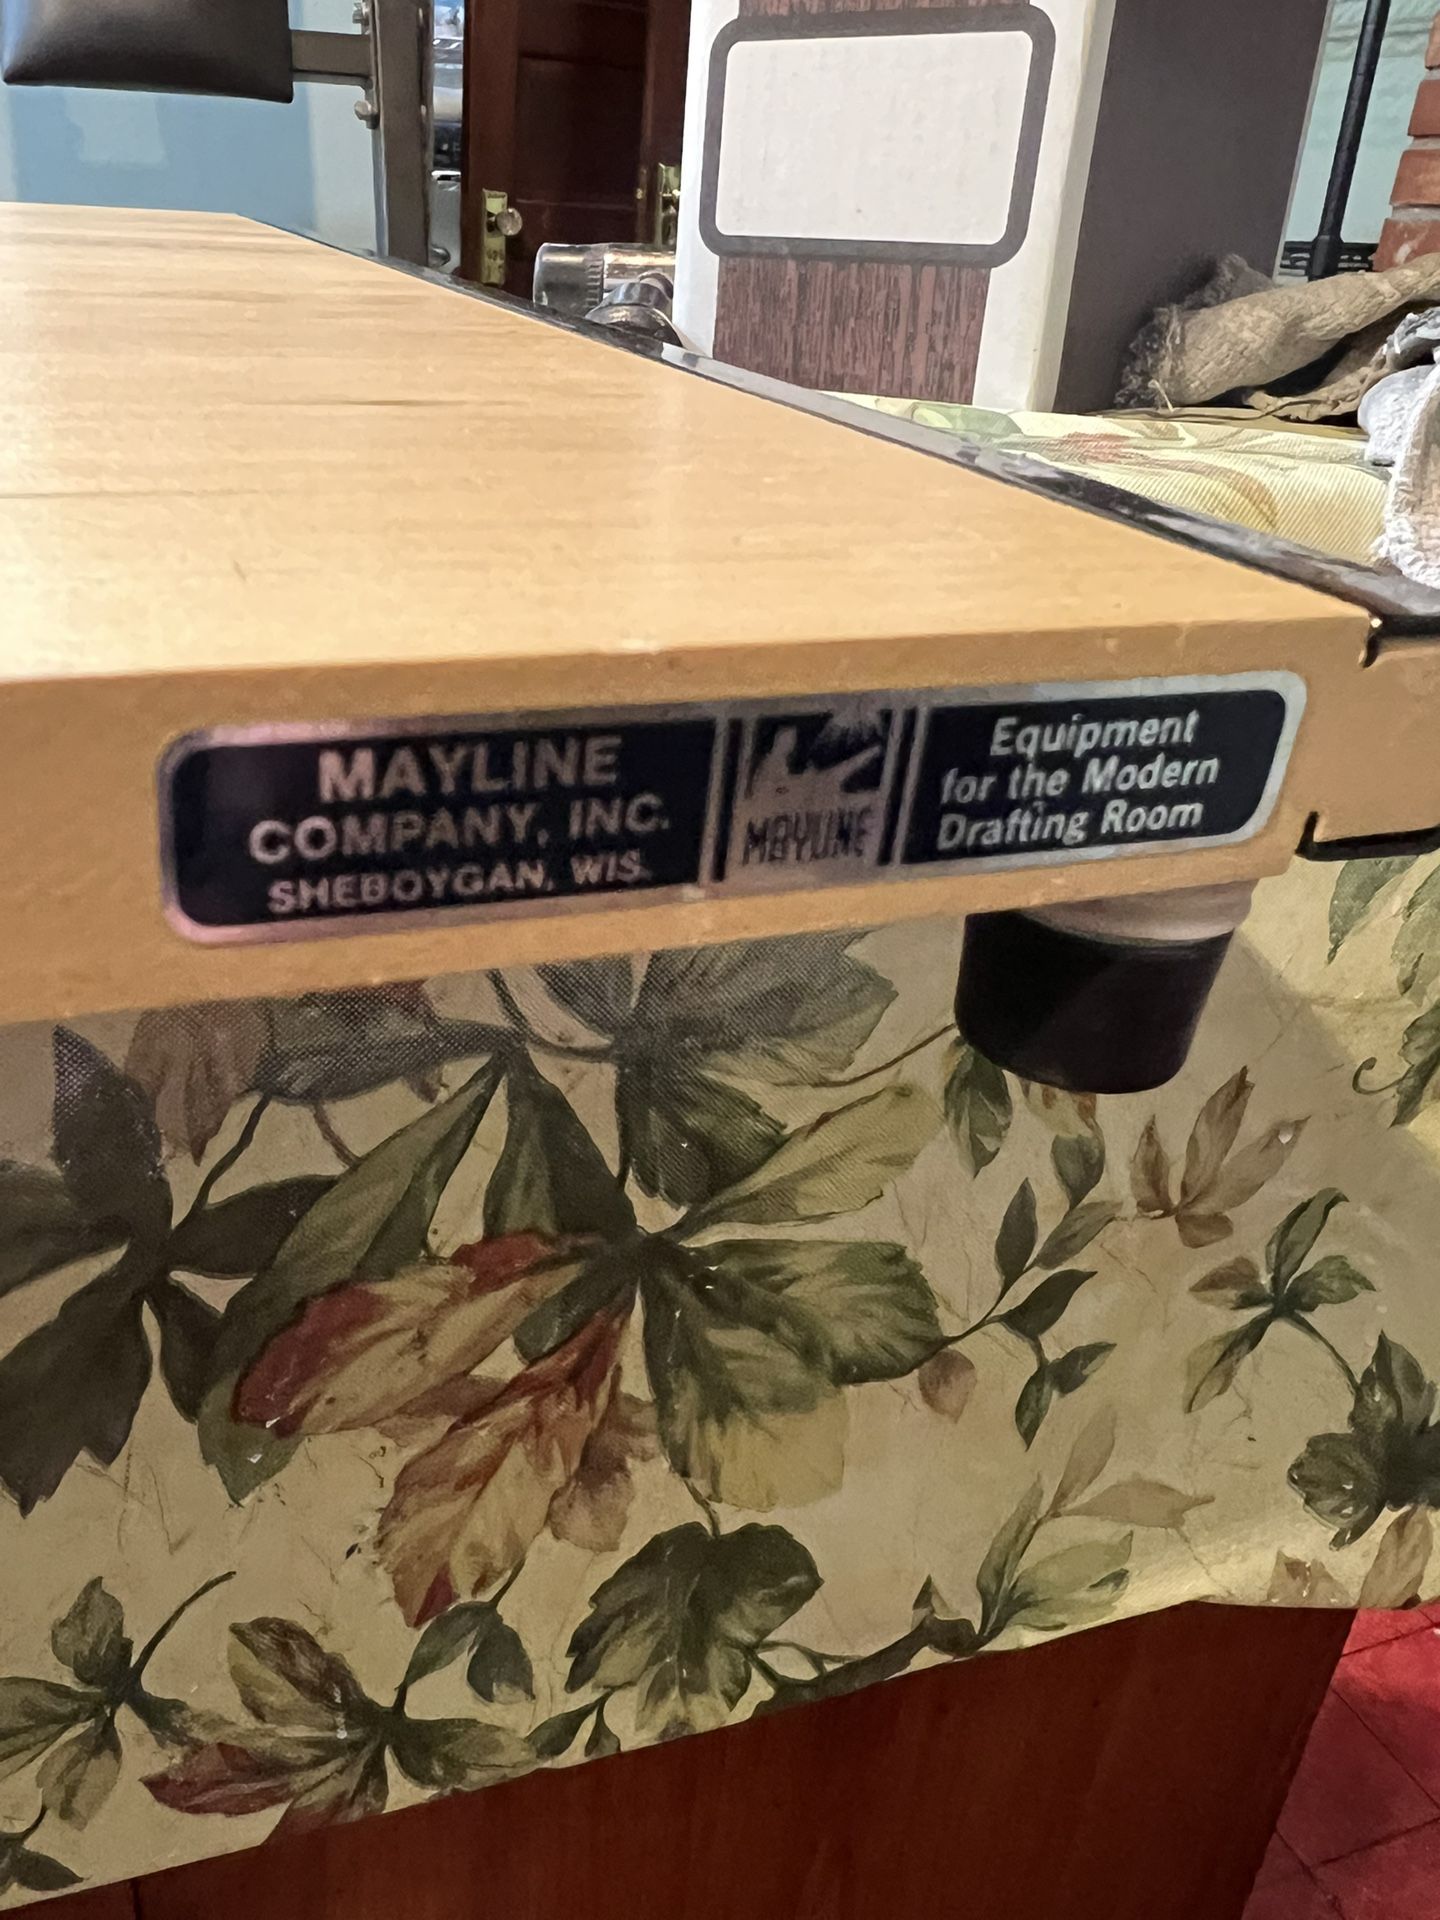 MAYLINE
COMPANY, INC.
SHEBOYGAN, WIS.
MAYLINE
Equipment
for the Modern
Drafting Room